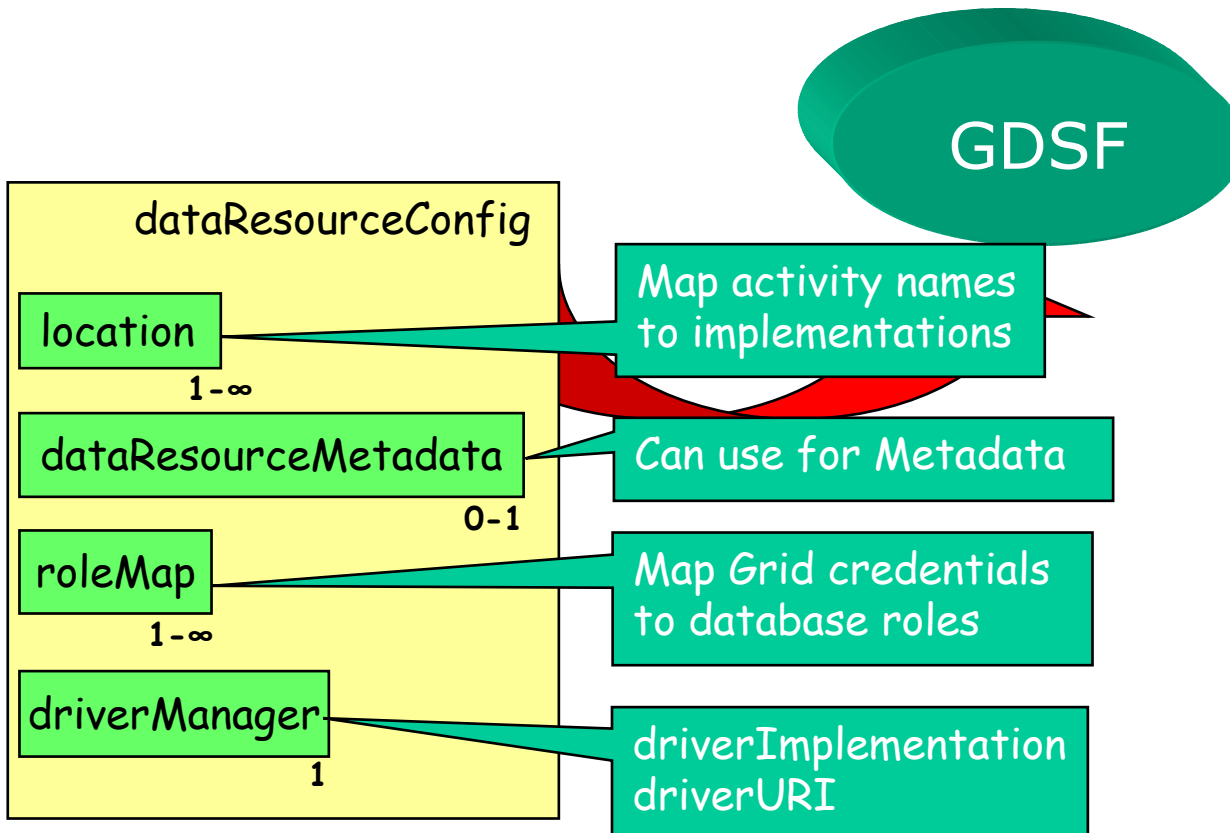 GDSF
dataResourceConfig
location
1-∞
Map activity names
to implementations
dataResourceMetadata
0-1
Can use for Metadata
roleMap
1-∞
Map Grid credentials
to database roles
driverManager
1
driverImplementation
driverURI